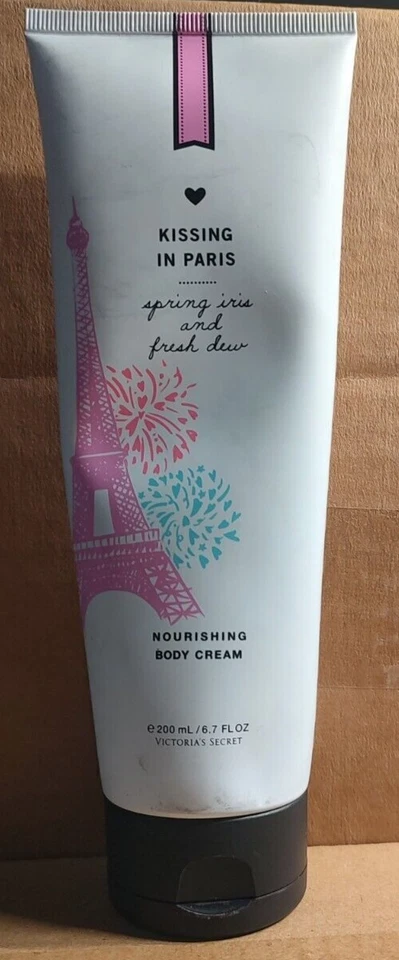 KISSING
IN PARIS
spring iris
and
fresh dew
NOURISHING
BODY CREAM
℮ 200 mL / 6.7 FL OZ
VICTORIA'S SECRET